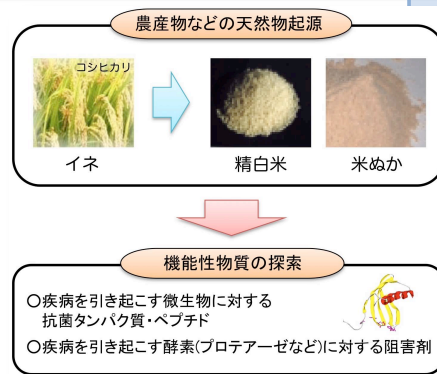 農産物などの天然物起源
コシヒカリ
イネ
精白米
米ぬか
機能性物質の探索
○疾病を引き起こす微生物に対する
抗菌タンパク質・ペプチド
○疾病を引き起こす酵素(プロテアーゼなど)に対する阻害剤